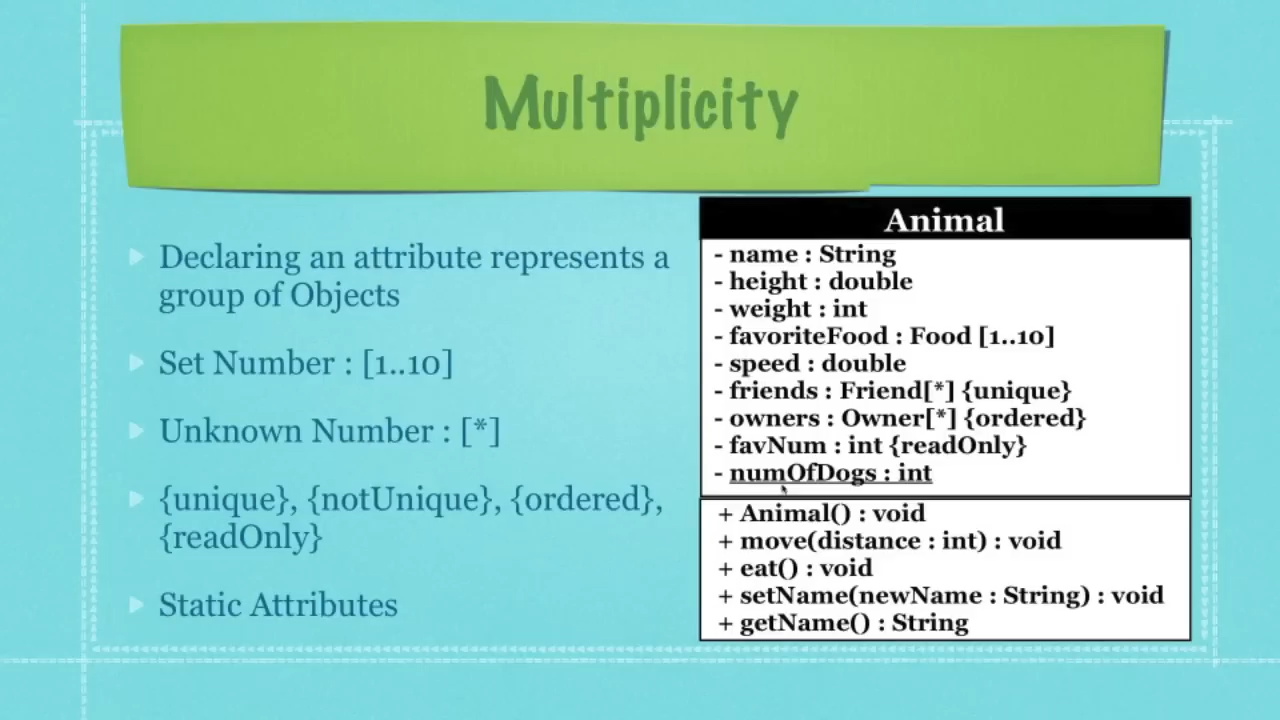 Multiplicity
Declaring an attribute represents a
group of Objects
Set Number : [1..10]
Unknown Number : [*]
{unique}, {notUnique}, {ordered},
{readOnly}
Static Attributes
Animal
- name : String
- height : double
- weight : int
- favoriteFood : Food [1..10]
- speed : double
- friends : Friend[*] {unique}
- owners : Owner[*] {ordered}
- favNum : int {readOnly}
- numOfDogs : int
+ Animal() : void
+ move(distance : int) : void
+ eat() : void
+ setName(newName : String) : void
+ getName() : String